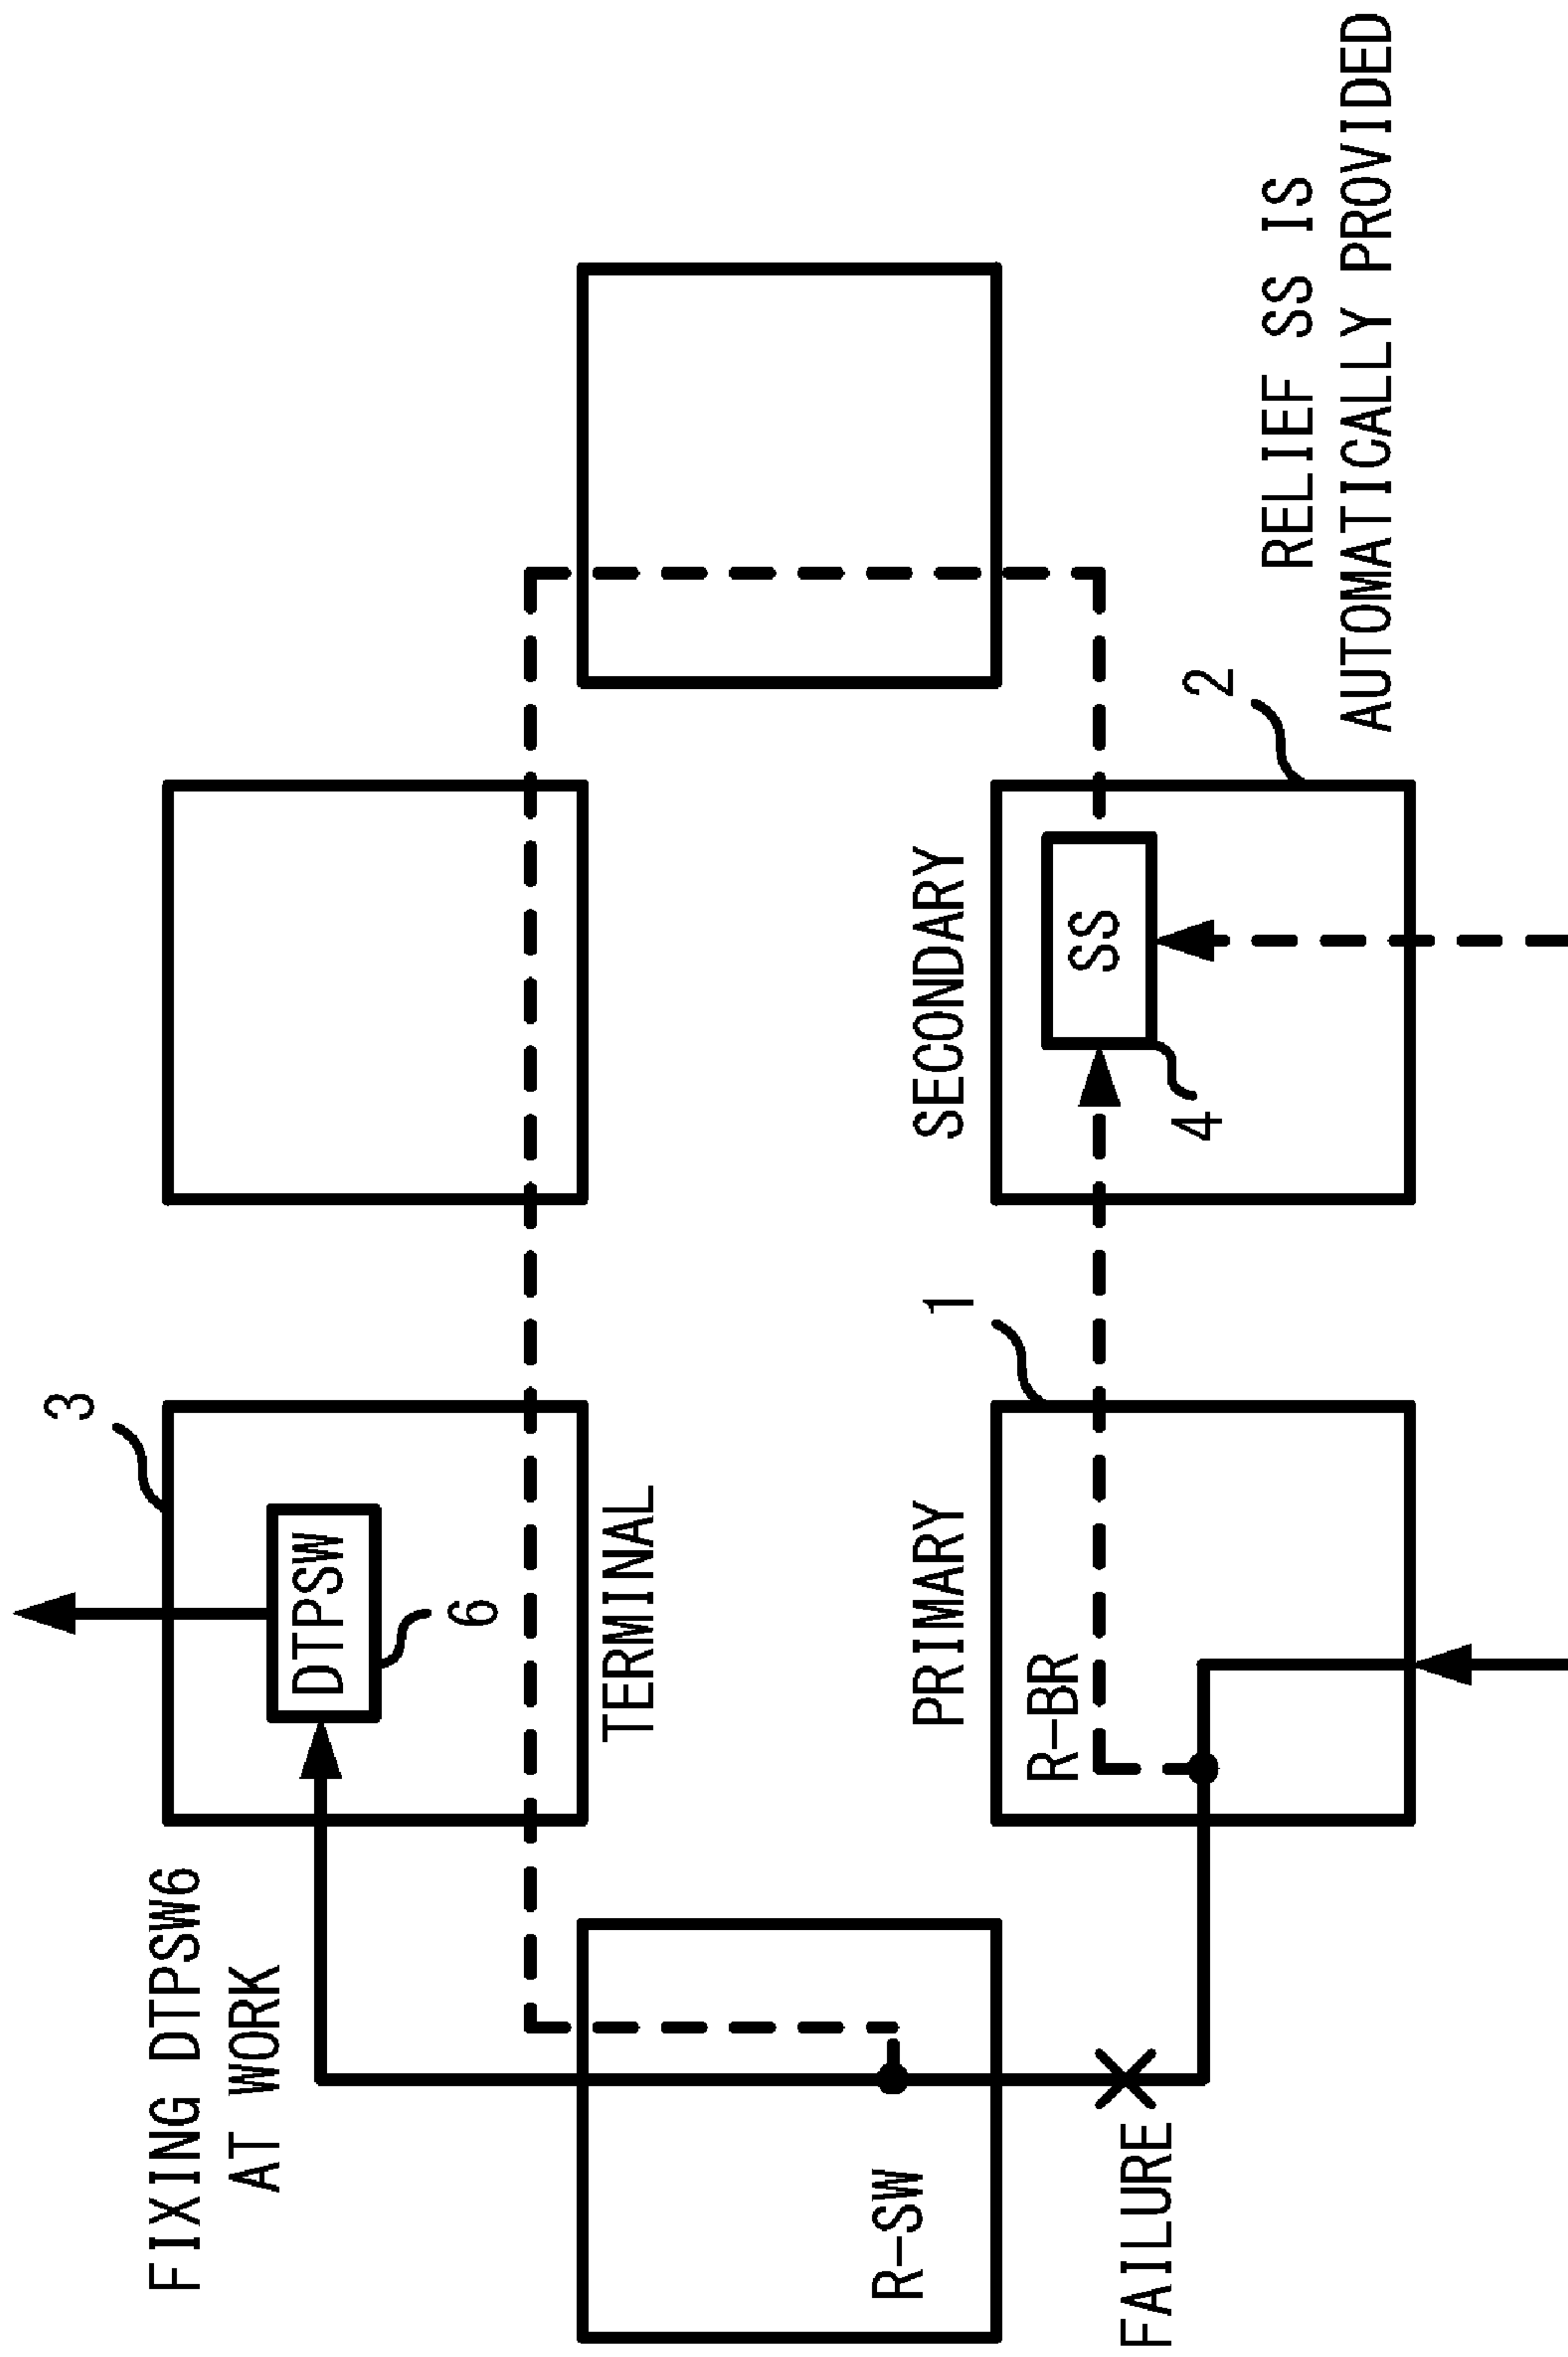 3
FIXING DTPSW6
AT WORK
DTPSW
6
TERMINAL
R-SW
PRIMARY
1
SECONDARY
R-BR
SS
FAILURE
4
2
RELIEF SS IS
AUTOMATICALLY PROVIDED